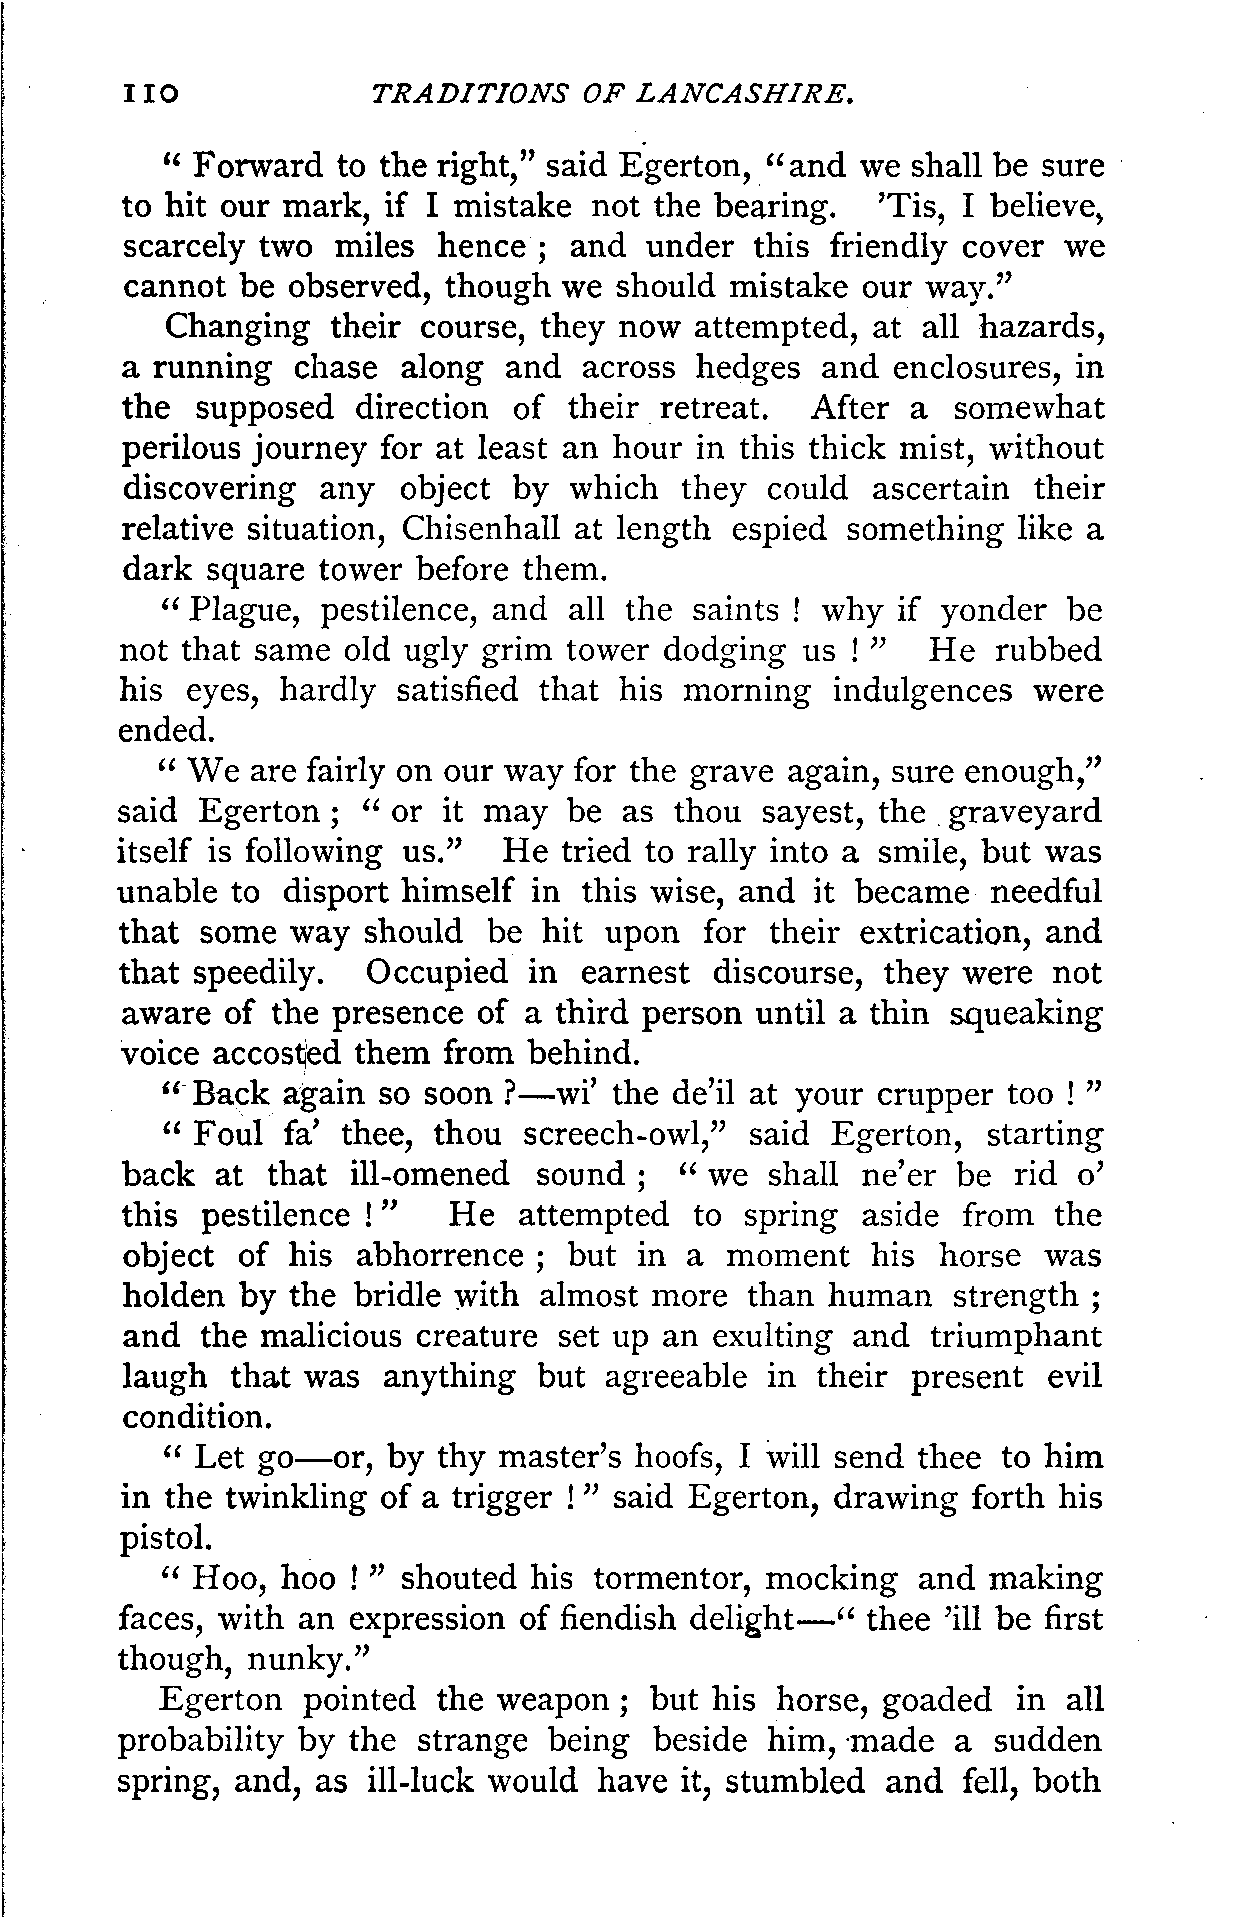 110 TRADITIONS OF LANCASHIRE.
“ Forward to the right,” said Egerton, “and we shall be sure
to hit our mark, if I mistake not the bearing. ’Tis, I believe,
scarcely two miles hence ; and under this friendly cover we
cannot be observed, though we should mistake our way.”
Changing their course, they now attempted, at all hazards,
a running chase along and across hedges and enclosures, in
the supposed direction of their retreat. After a somewhat
perilous journey for at least an hour in this thick mist, without
discovering any object by which they could ascertain their
relative situation, Chisenhall at length espied something like a
dark square tower before them.
“ Plague, pestilence, and all the saints ! why if yonder be
not that same old ugly grim tower dodging us ! ” He rubbed
his eyes, hardly satisfied that his morning indulgences were
ended.
“ We are fairly on our way for the grave again, sure enough,”
said Egerton ; “ or it may be as thou sayest, the graveyard
itself is following us.” He tried to rally into a smile, but was
unable to disport himself in this wise, and it became needful
that some way should be hit upon for their extrication, and
that speedily. Occupied in earnest discourse, they were not
aware of the presence of a third person until a thin squeaking
voice accosted them from behind.
“ Back again so soon ?—wi’ the de’il at your crupper too ! ”
“ Foul fa’ thee, thou screech-owl,” said Egerton, starting
back at that ill-omened sound ; “ we shall ne’er be rid o’
this pestilence ! ” He attempted to spring aside from the
object of his abhorrence ; but in a moment his horse was
holden by the bridle with almost more than human strength ;
and the malicious creature set up an exulting and triumphant
laugh that was anything but agreeable in their present evil
condition.
“ Let go—or, by thy master’s hoofs, I will send thee to him
in the twinkling of a trigger ! ” said Egerton, drawing forth his
pistol.
“ Hoo, hoo ! ” shouted his tormentor, mocking and making
faces, with an expression of fiendish delight—“ thee ’ill be first
though, nunky.”
Egerton pointed the weapon ; but his horse, goaded in all
probability by the strange being beside him, made a sudden
spring, and, as ill-luck would have it, stumbled and fell, both